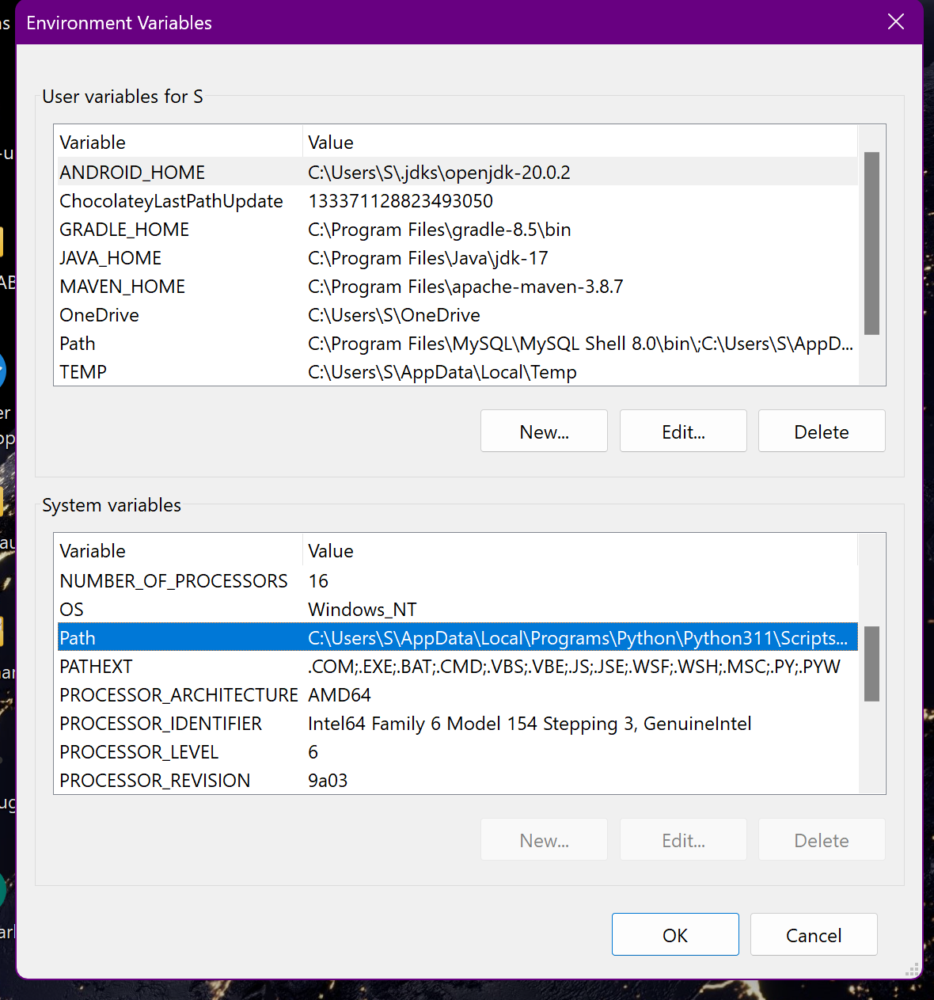 Environment Variables
User variables for S
Variable Value
ANDROID_HOME C:\Users\S\.jdks\openjdk-20.0.2
ChocolateyLastPathUpdate 133371128823493050
GRADLE_HOME C:\Program Files\gradle-8.5\bin
JAVA_HOME C:\Program Files\Java\jdk-17
MAVEN_HOME C:\Program Files\apache-maven-3.8.7
OneDrive C:\Users\S\OneDrive
Path C:\Program Files\MySQL\MySQL Shell 8.0\bin\;C:\Users\S\AppD...
TEMP C:\Users\S\AppData\Local\Temp
New... Edit... Delete
System variables
Variable Value
NUMBER_OF_PROCESSORS 16
OS Windows_NT
Path C:\Users\S\AppData\Local\Programs\Python\Python311\Scripts...
PATHEXT .COM;.EXE;.BAT;.CMD;.VBS;.VBE;.JS;.JSE;.WSF;.WSH;.MSC;.PY;.PYW
PROCESSOR_ARCHITECTURE AMD64
PROCESSOR_IDENTIFIER Intel64 Family 6 Model 154 Stepping 3, GenuineIntel
PROCESSOR_LEVEL 6
PROCESSOR_REVISION 9a03
New... Edit... Delete
OK Cancel